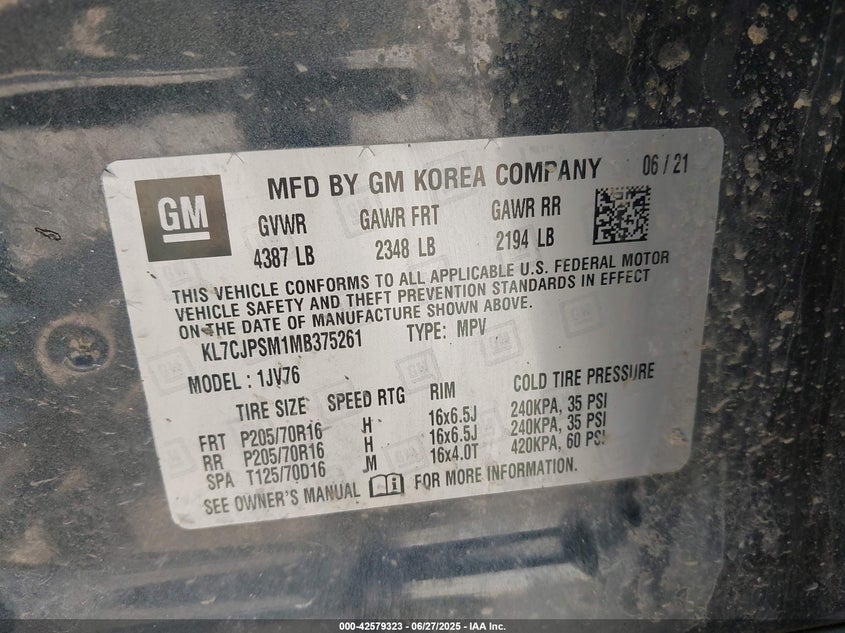 GM
MFD BY GM KOREA COMPANY 06 / 21
GVWR GAWR FRT GAWR RR
4387 LB 2348 LB 2194 LB
THIS VEHICLE CONFORMS TO ALL APPLICABLE U.S. FEDERAL MOTOR
VEHICLE SAFETY AND THEFT PREVENTION STANDARDS IN EFFECT
ON THE DATE OF MANUFACTURE SHOWN ABOVE.
KL7CJPSM1MB375261 TYPE: MPV
MODEL : 1JV76
TIRE SIZE SPEED RTG RIM COLD TIRE PRESSURE
FRT P205/70R16 H 16x6.5J 240KPA, 35 PSI
RR P205/70R16 H 16x6.5J 240KPA, 35 PSI
SPA T125/70D16 M 16x4.0T 420KPA, 60 PSI
SEE OWNER'S MANUAL FOR MORE INFORMATION.
000-42579323 - 06/27/2025 - IAA Inc.